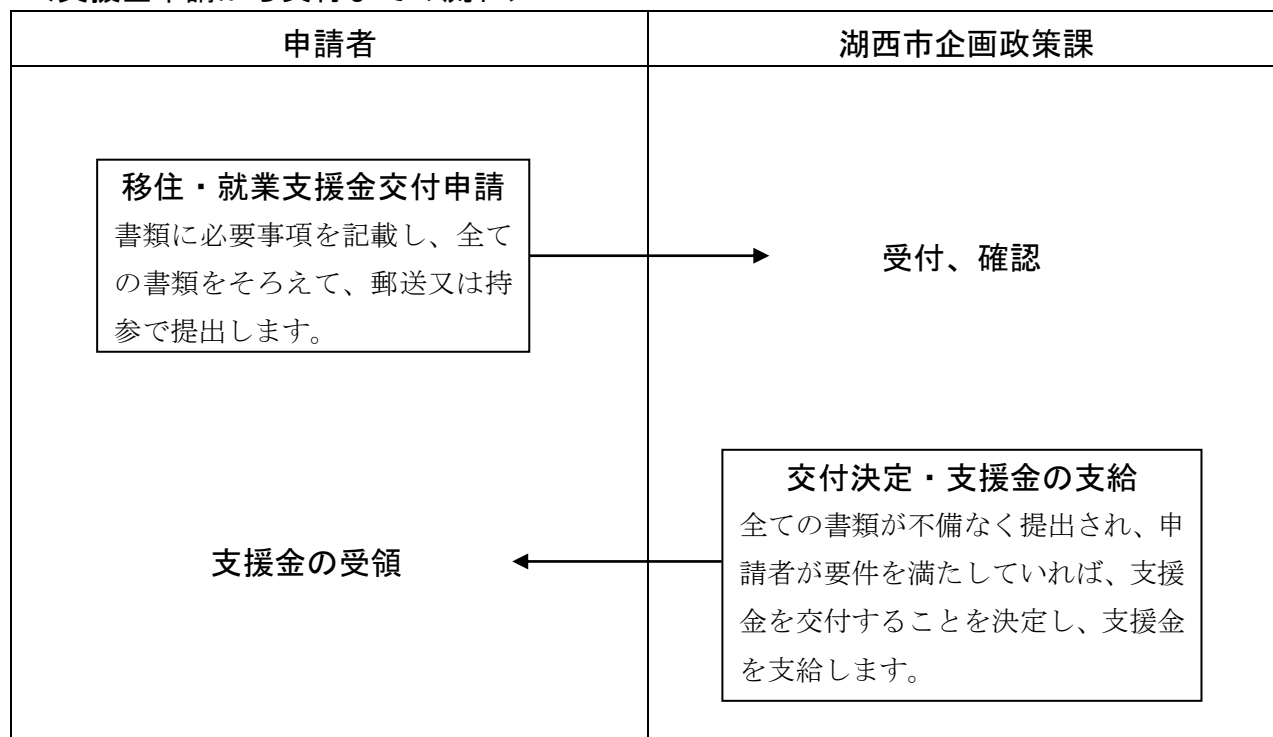 申請者
湖西市企画政策課
移住・就業支援金交付申請
書類に必要事項を記載し、全て
の書類をそろえて、郵送又は持
参で提出します。
受付、確認
交付決定・支援金の支給
全ての書類が不備なく提出され、申
請者が要件を満たしていれば、支援
金を交付することを決定し、支援金
を支給します。
支援金の受領